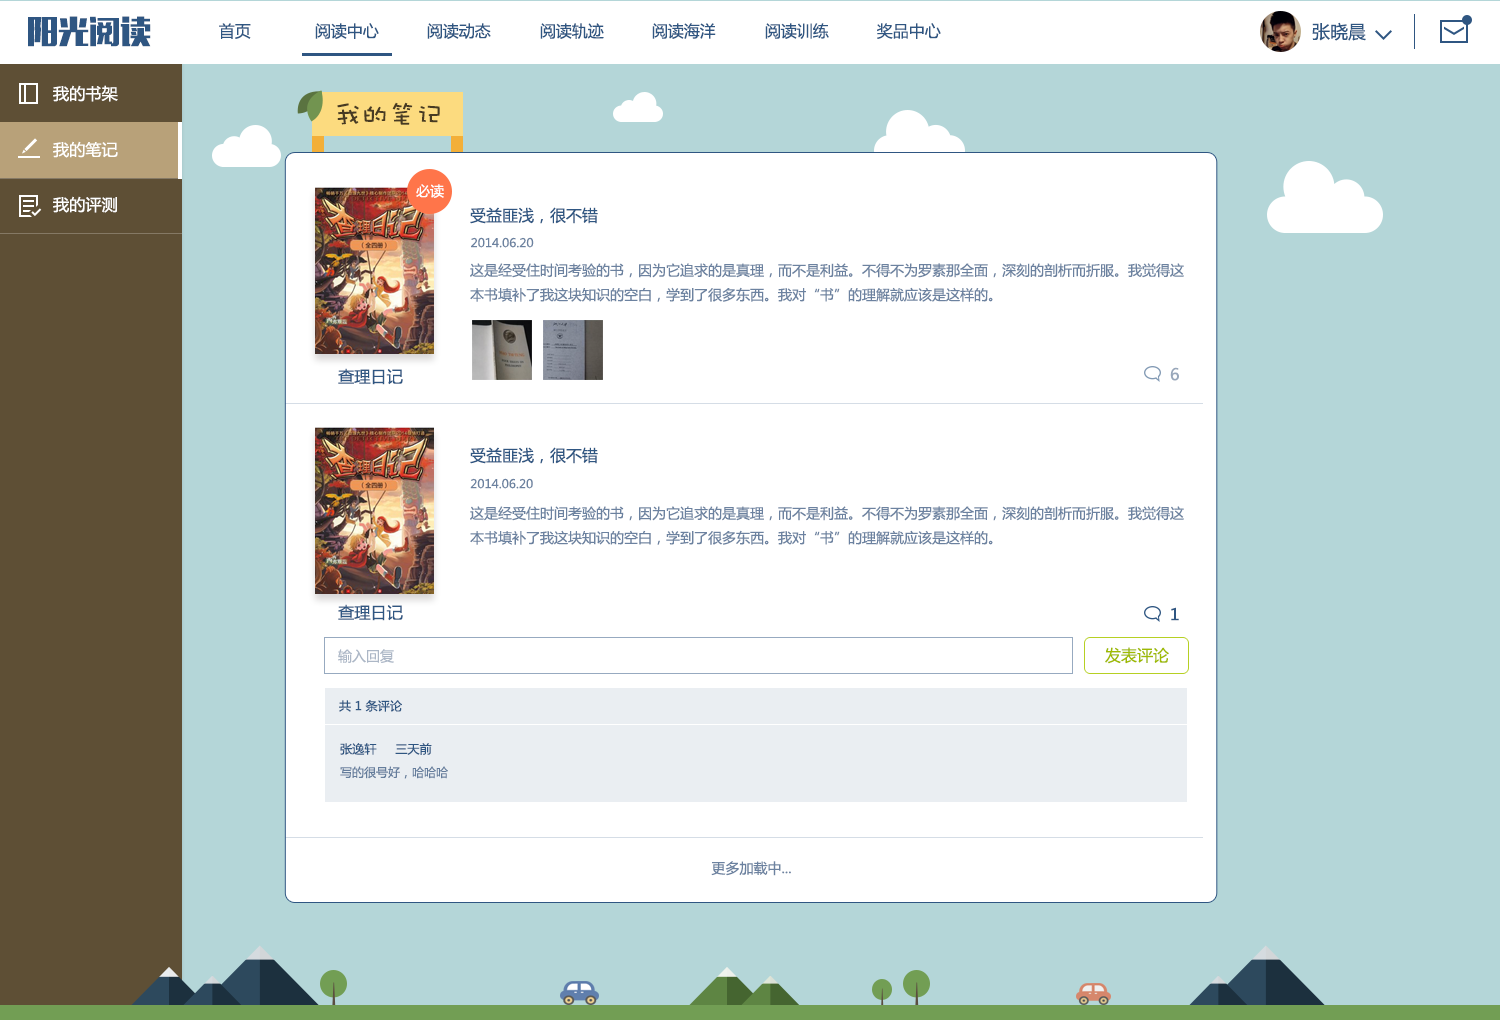 阳光阅读
首页
阅读中心
阅读动态
阅读轨迹
阅读海洋
阅读训练
奖品中心
张晓晨
我的书架
我的笔记
我的评测
我的笔记
必读
查理日记
（全四册）
查理日记
受益匪浅，很不错
2014.06.20
这是经受住时间考验的书，因为它追求的是真理，而不是利益。不得不为罗素那全面，深刻的剖析而折服。我觉得这
本书填补了我这块知识的空白，学到了很多东西。我对“书”的理解就应该是这样的。
6
查理日记
（全四册）
查理日记
受益匪浅，很不错
2014.06.20
这是经受住时间考验的书，因为它追求的是真理，而不是利益。不得不为罗素那全面，深刻的剖析而折服。我觉得这
本书填补了我这块知识的空白，学到了很多东西。我对“书”的理解就应该是这样的。
1
输入回复
发表评论
共 1 条评论
张逸轩 三天前
写的很号好，哈哈哈
更多加载中...